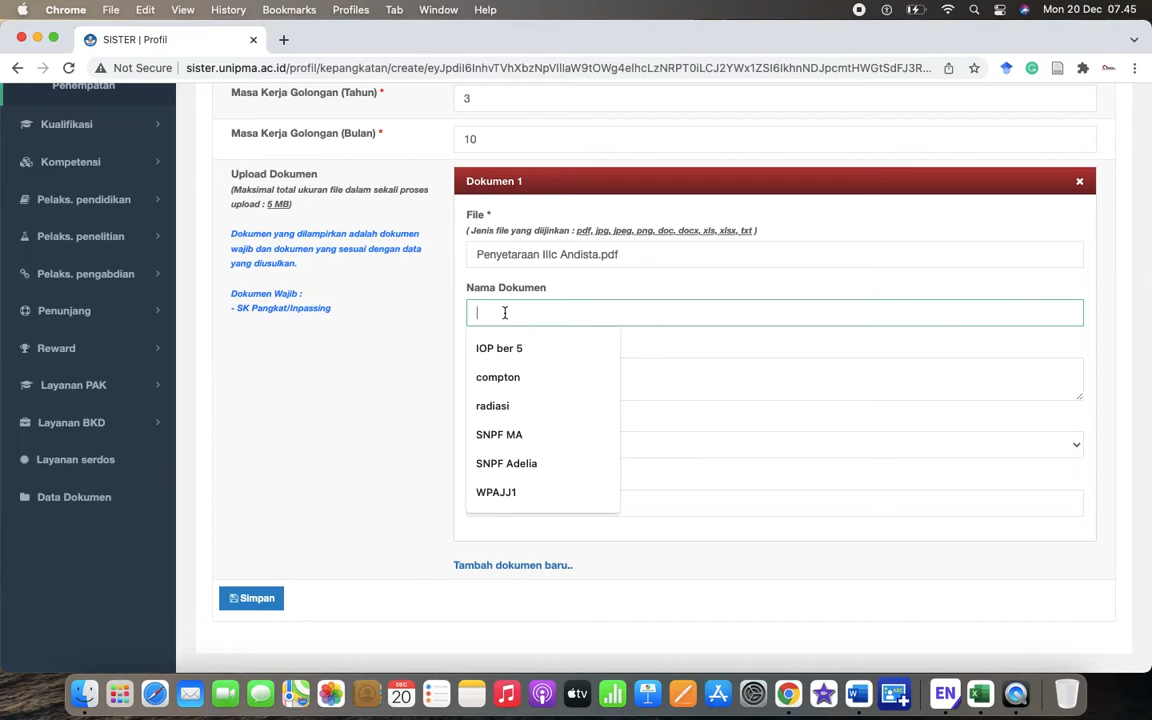 Chrome File Edit View History Bookmarks Profiles Tab Window Help Mon 20 Dec 07.45
SISTER | Profil
Not Secure sister.unipma.ac.id/profil/kepangkatan/create/
Penempatan
Kualifikasi
Kompetensi
Pelaks. pendidikan
Pelaks. penelitian
Pelaks. pengabdian
Penunjang
Reward
Layanan PAK
Layanan BKD
Layanan serdos
Data Dokumen
Masa Kerja Golongan (Tahun) *
3
Masa Kerja Golongan (Bulan) *
10
Upload Dokumen
(Maksimal total ukuran file dalam sekali proses
upload : 5 MB)
Dokumen yang dilampirkan adalah dokumen
wajib dan dokumen yang sesuai dengan data
yang diusulkan.
Dokumen Wajib :
- SK Pangkat/Inpassing
Dokumen 1
File *
( Jenis file yang diijinkan : pdf, jpg, jpeg, png, doc, docx, xls, xlsx, txt )
Penyetaraan IIIc Andista.pdf
Nama Dokumen
IOP ber 5
compton
radiasi
SNPF MA
SNPF Adelia
WPAJJ1
Tambah dokumen baru..
Simpan
DEC
20
tv
EN